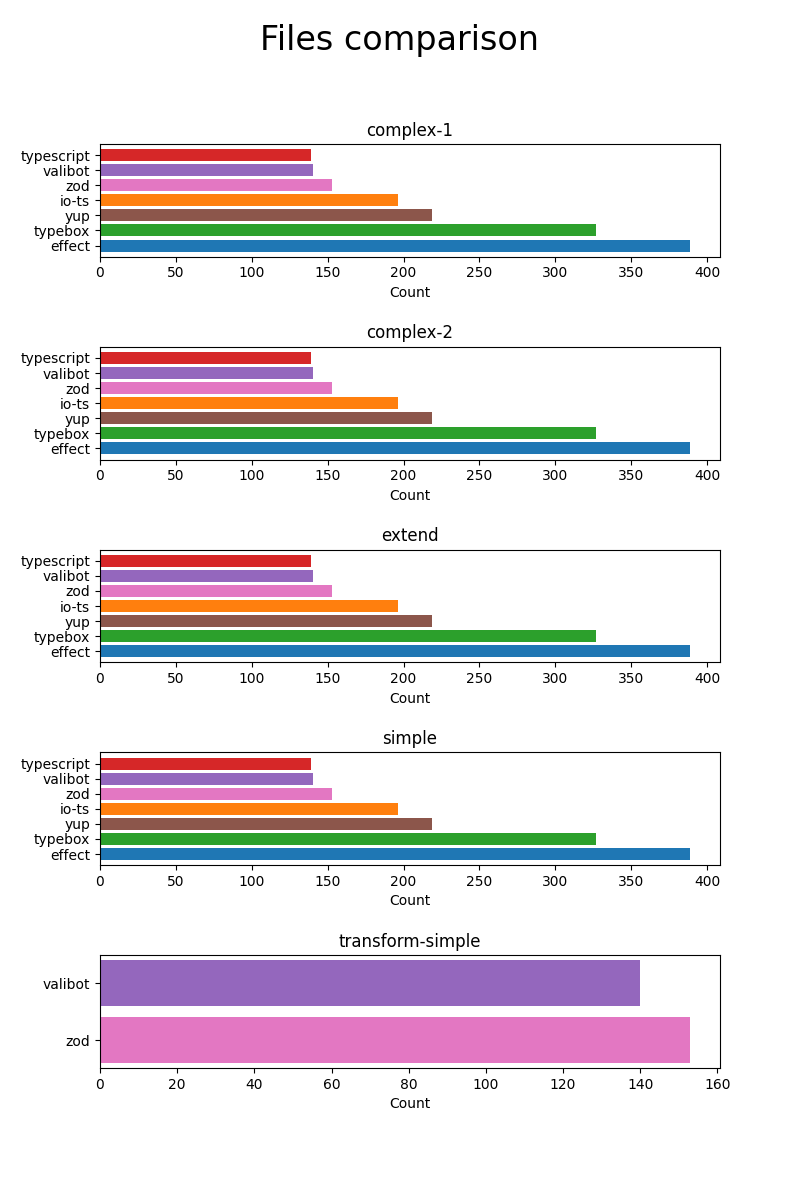 Files comparison
complex-1
typescript
valibot
zod
io-ts
yup
typebox
effect
0 50 100 150 200 250 300 350 400
Count
complex-2
typescript
valibot
zod
io-ts
yup
typebox
effect
0 50 100 150 200 250 300 350 400
Count
extend
typescript
valibot
zod
io-ts
yup
typebox
effect
0 50 100 150 200 250 300 350 400
Count
simple
typescript
valibot
zod
io-ts
yup
typebox
effect
0 50 100 150 200 250 300 350 400
Count
transform-simple
valibot
zod
0 20 40 60 80 100 120 140 160
Count